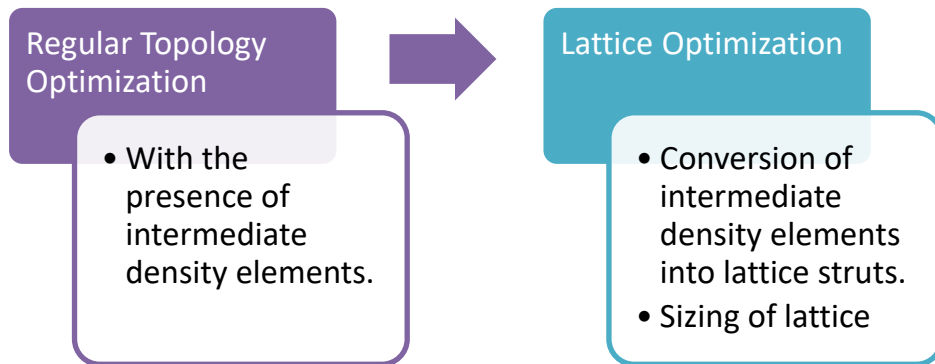 Regular Topology
Optimization
• With the
presence of
intermediate
density elements.
Lattice Optimization
• Conversion of
intermediate
density elements
into lattice struts.
• Sizing of lattice